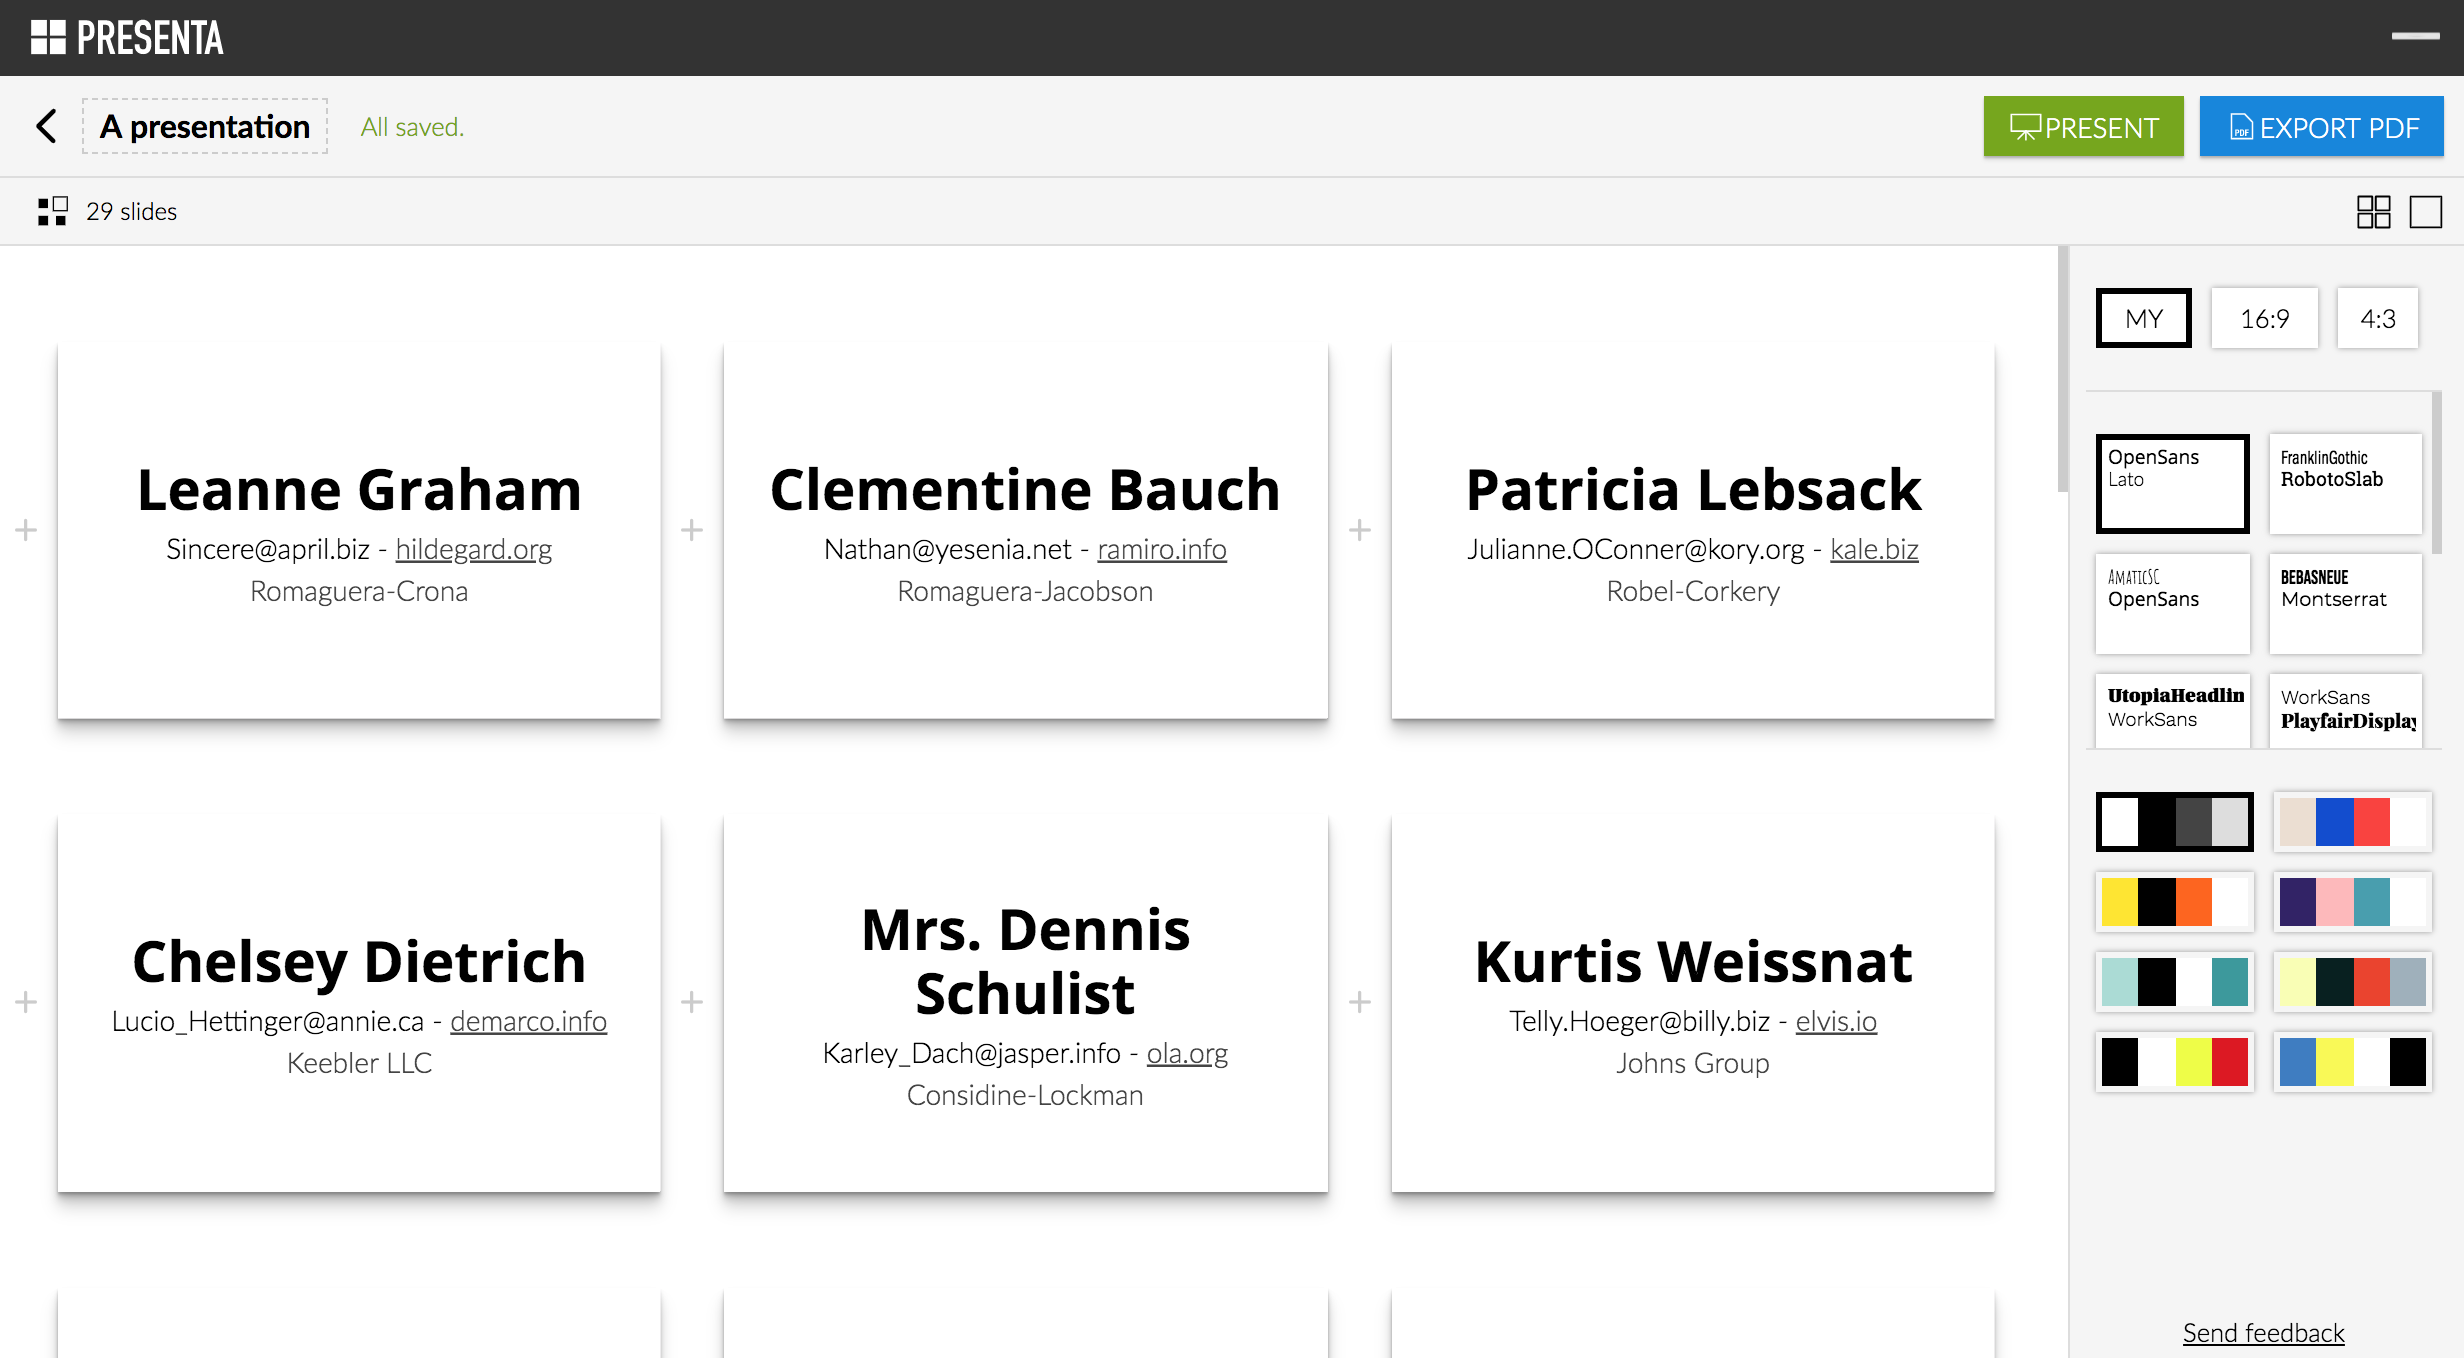 PRESENTA
A presentation
All saved.
PRESENT
PDF EXPORT PDF
29 slides
MY
16:9
4:3
Leanne Graham
Sincere@april.biz - hildegard.org
Romaguera-Crona
Clementine Bauch
Nathan@yesenia.net - ramiro.info
Romaguera-Jacobson
Patricia Lebsack
Julianne.OConner@kory.org - kale.biz
Robel-Corkery
Chelsey Dietrich
Lucio_Hettinger@annie.ca - demarco.info
Keebler LLC
Mrs. Dennis
Schulist
Karley_Dach@jasper.info - ola.org
Considine-Lockman
Kurtis Weissnat
Telly.Hoeger@billy.biz - elvis.io
Johns Group
OpenSans
Lato
FranklinGothic
RobotoSlab
AmaticSC
OpenSans
BEBASNEUE
Montserrat
UtopiaHeadlin
WorkSans
WorkSans
PlayfairDisplay
Send feedback